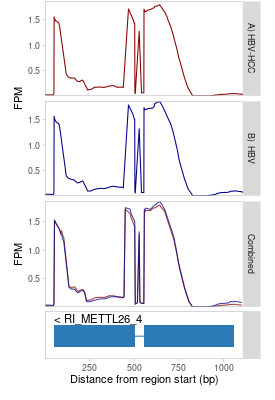 1.5
1.0
0.5
FPM
A) HBV-HCC
1.5
1.0
0.5
B) HBV
1.5
1.0
0.5
FPM
Combined
< RI_METTL26_4
250 500 750 1000
Distance from region start (bp)